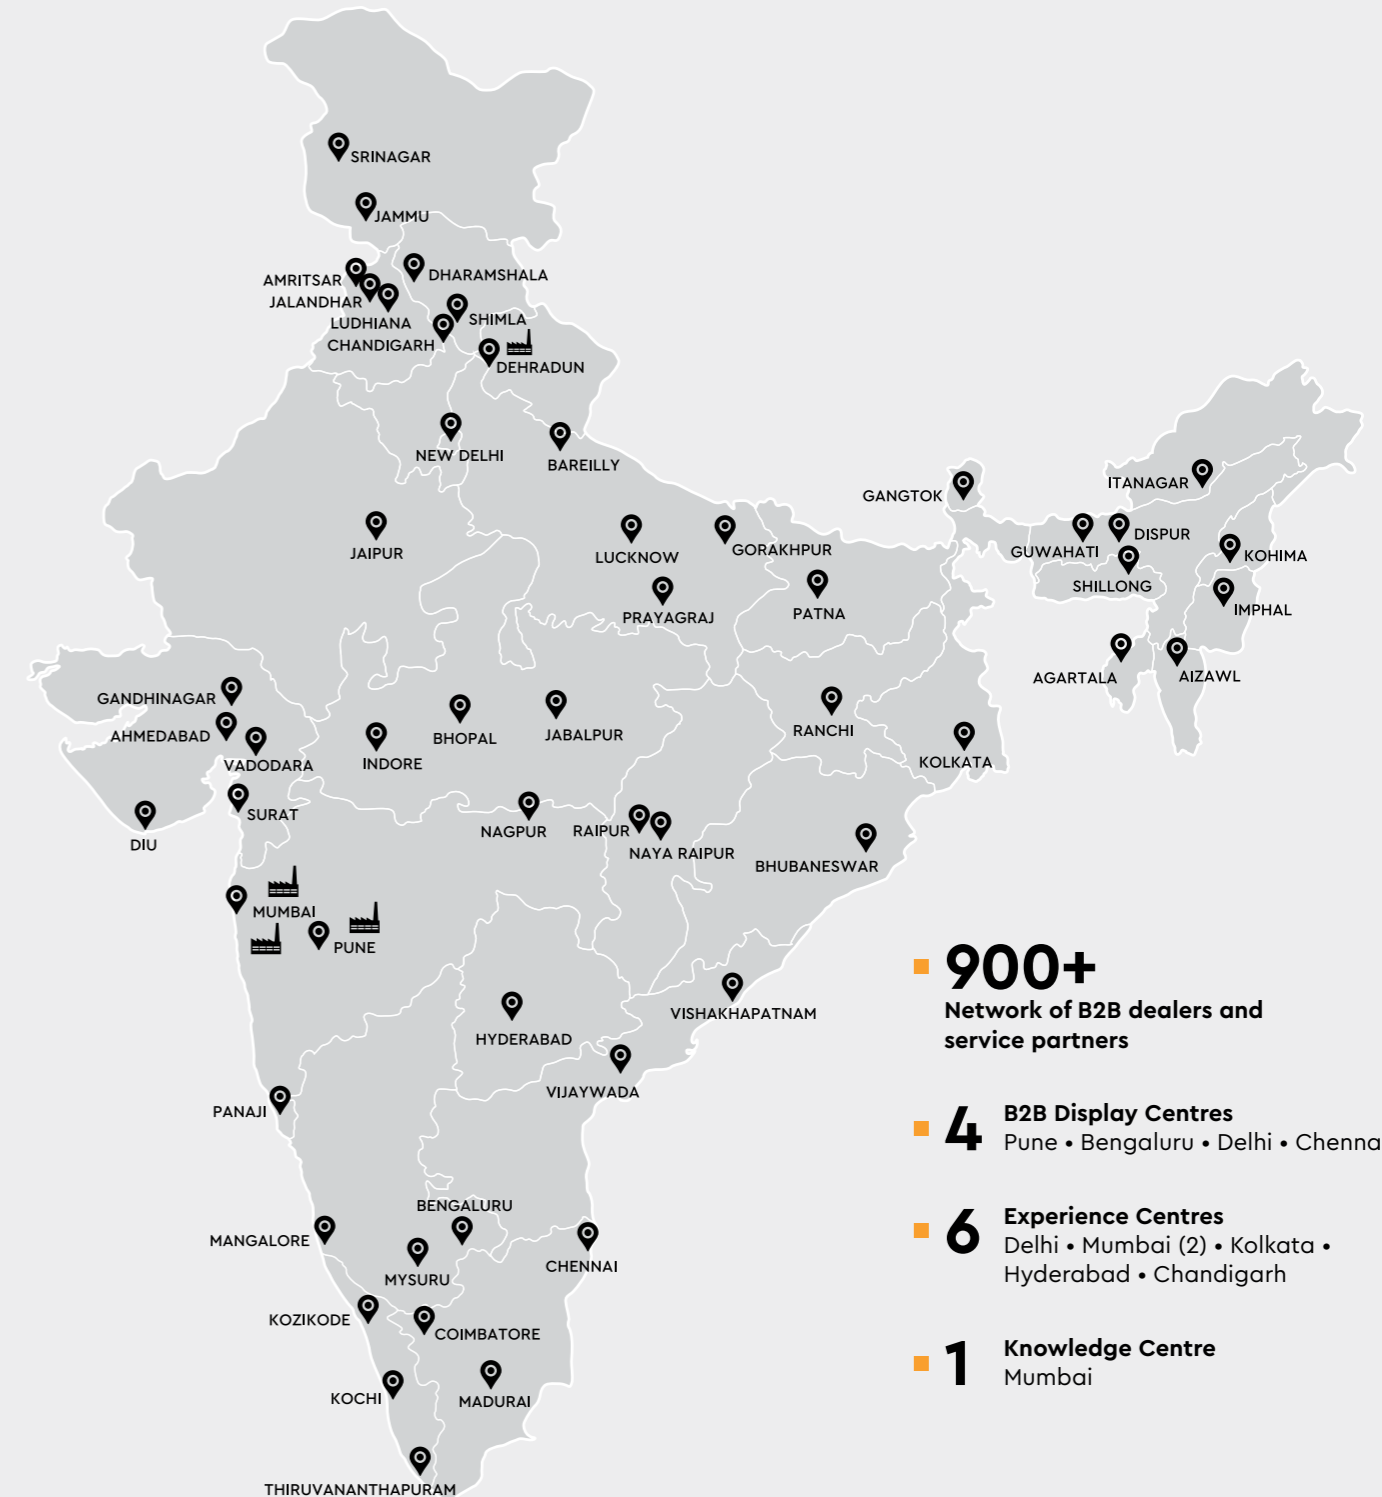 SRINAGAR
JAMMU
DHARAMSHALA
AMRITSAR
JALANDHAR
LUDHIANA
SHIMLA
CHANDIGARH
DEHRADUN
NEW DELHI
BAREILLY
GANGTOK
ITANAGAR
JAIPUR
LUCKNOW
GORAKHPUR
GUWAHATI
DISPUR
KOHIMA
SHILLONG
PRAYAGRAJ
PATNA
IMPHAL
AGARTALA
AIZAWL
GANDHINAGAR
AHMEDABAD
VADODARA
INDORE
BHOPAL
JABALPUR
RANCHI
KOLKATA
SURAT
DIU
NAGPUR
RAIPUR
NAYA RAIPUR
BHUBANESWAR
MUMBAI
PUNE
VISHAKHAPATNAM
HYDERABAD
VIJAYWADA
PANAJI
BENGALURU
MANGALORE
MYSURU
CHENNAI
KOZIKODE
COIMBATORE
KOCHI
MADURAI
THIRUVANANTHAPURAM
900+
Network of B2B dealers and
service partners
4
B2B Display Centres
Pune • Bengaluru • Delhi • Chenna
6
Experience Centres
Delhi • Mumbai (2) • Kolkata •
Hyderabad • Chandigarh
1
Knowledge Centre
Mumbai